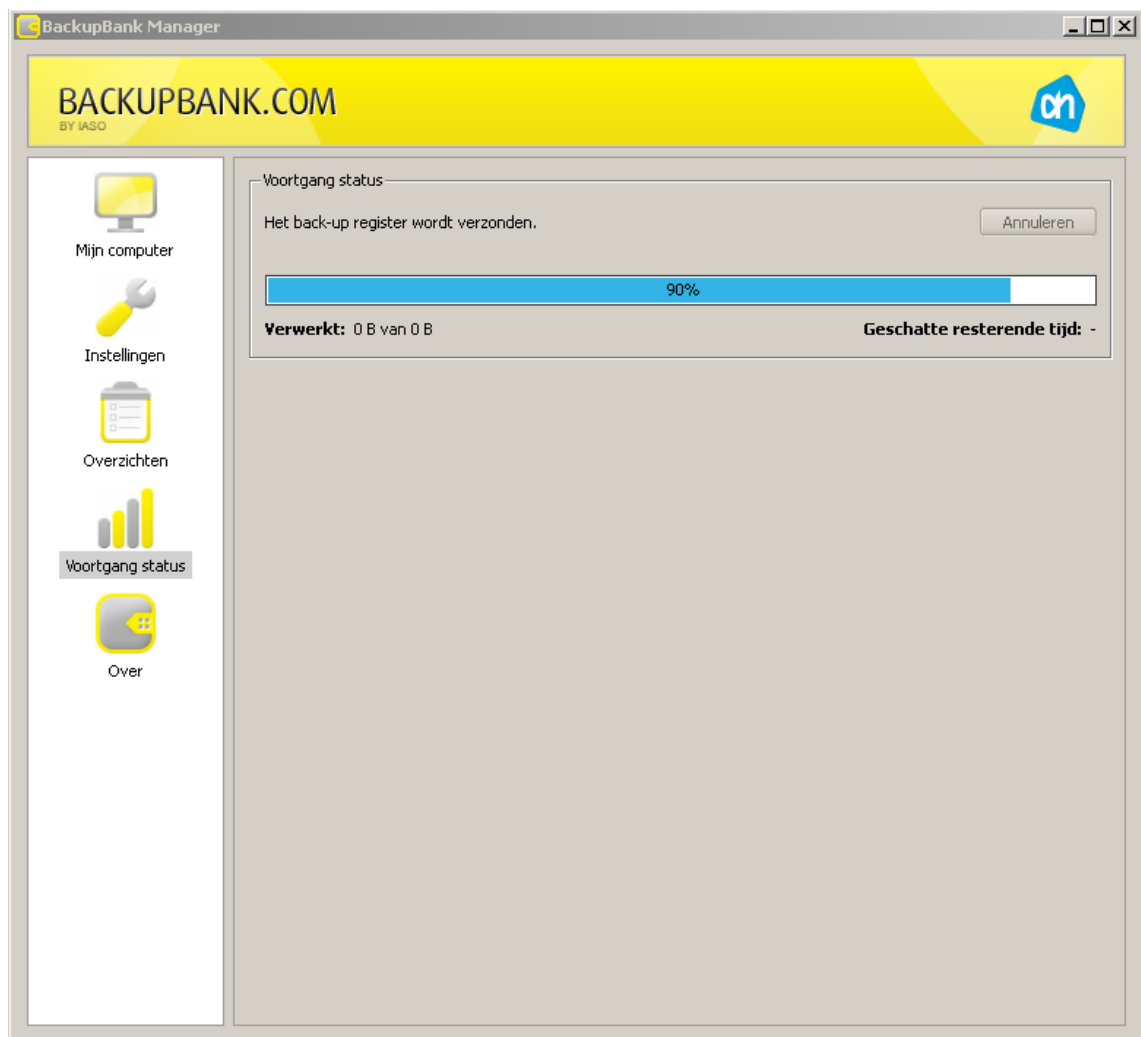 BackupBank Manager
BACKUPBANK.COM
BY IASO
ah
Mijn computer
Instellingen
Overzichten
Voortgang status
Over
Voortgang status
Het back-up register wordt verzonden.
Annuleren
90%
Verwerkt: 0 B van 0 B
Geschatte resterende tijd: -